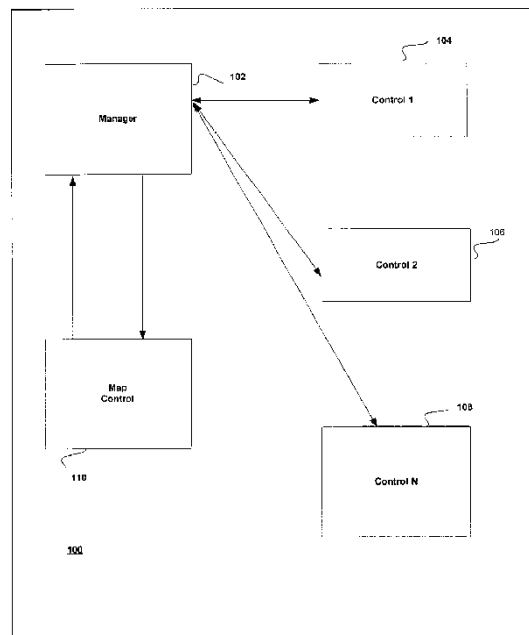 104
102
Manager
Control 1
106
Control 2
Map
Control
108
110
Control N
100